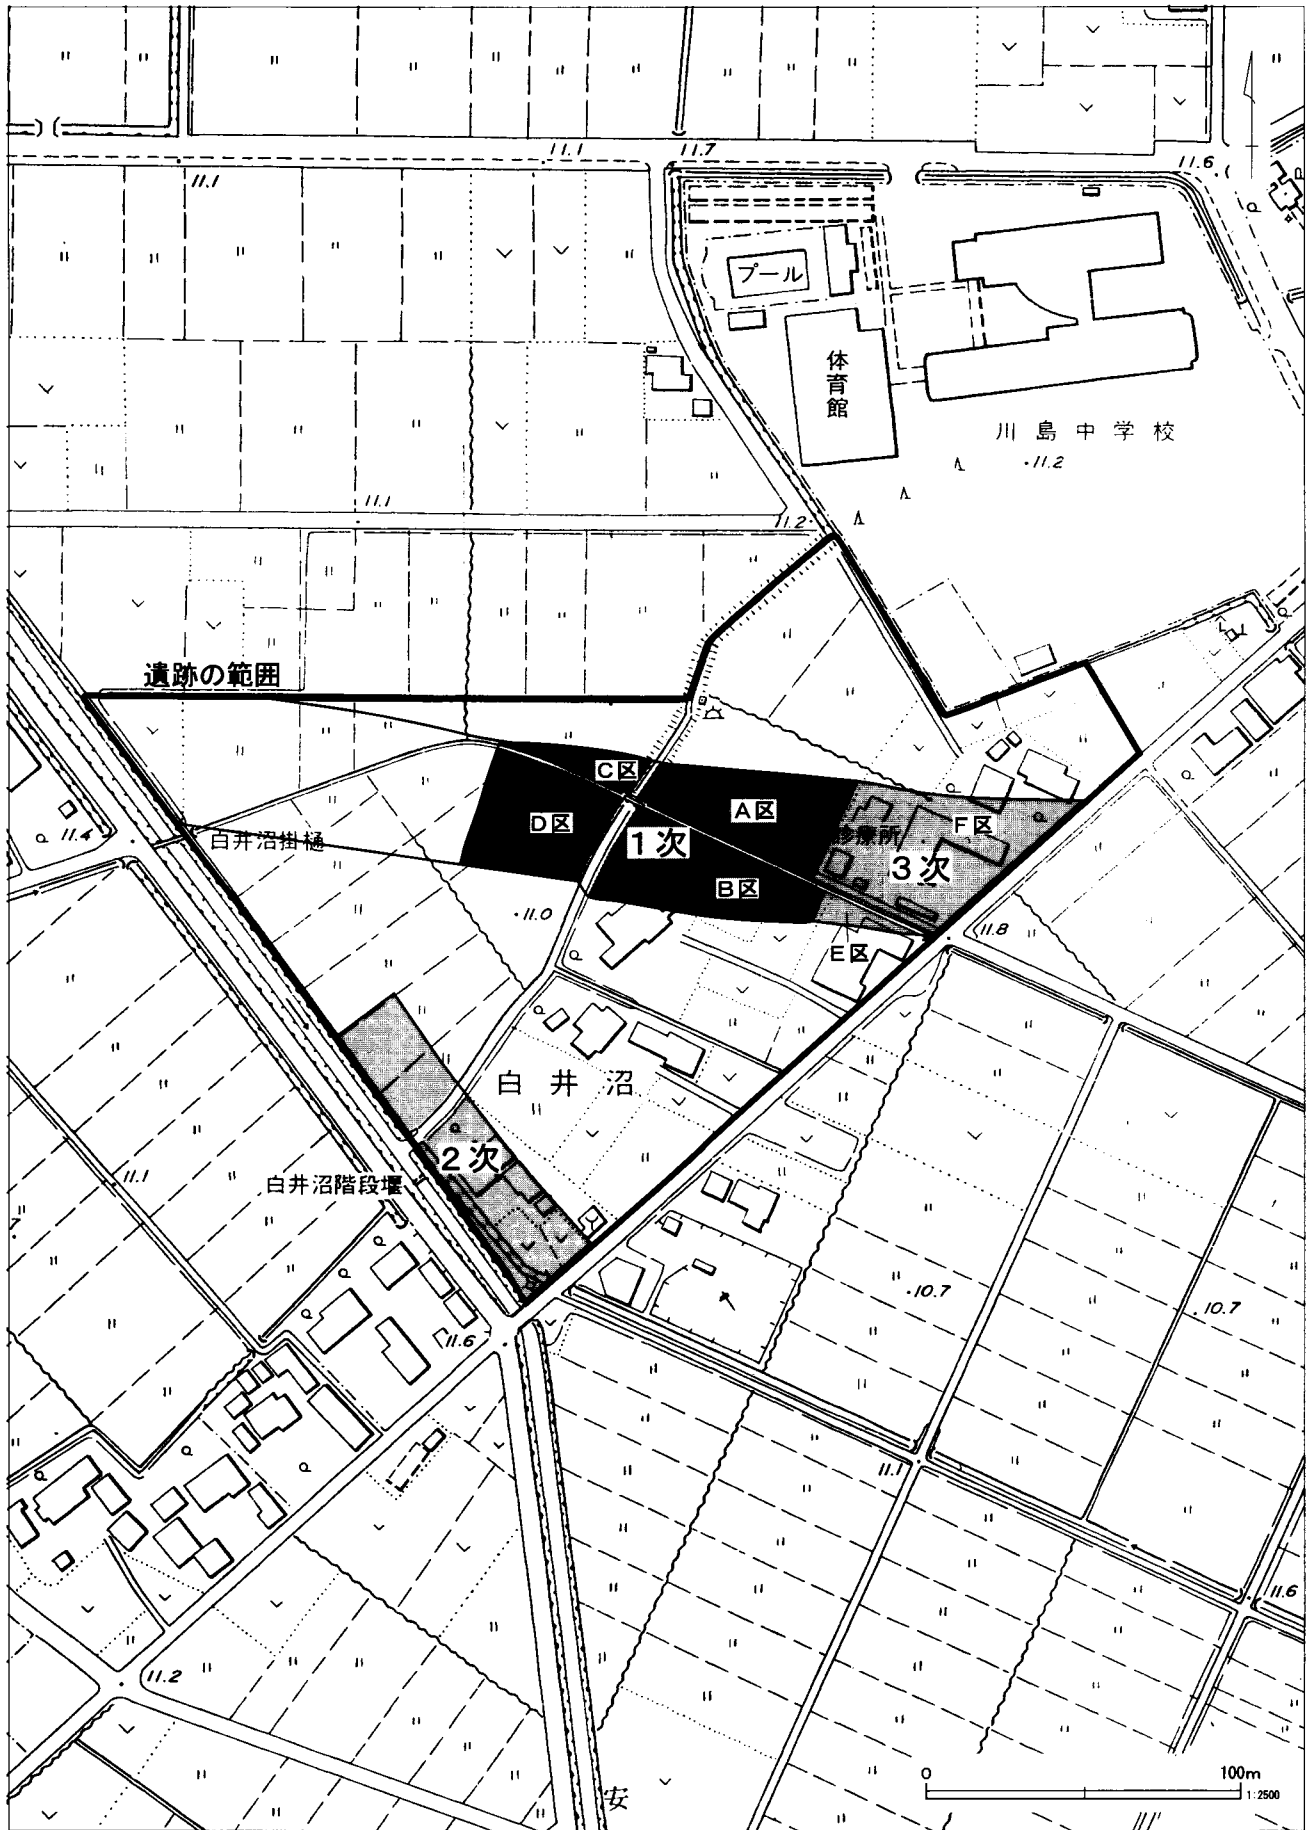 11.1
11.7
11.6
11.1
プール
体育館
川島中学校
11.2
11.1
11.2
遺跡の範囲
C区
A区
D区
1次
F区
診療所
3次
11.4
白井沼掛樋
B区
11.0
11.8
E区
白井沼
2次
11.1
白井沼階段堰
10.7
10.7
11.6
11.1
11.6
11.2
安
0 100m
1:2500